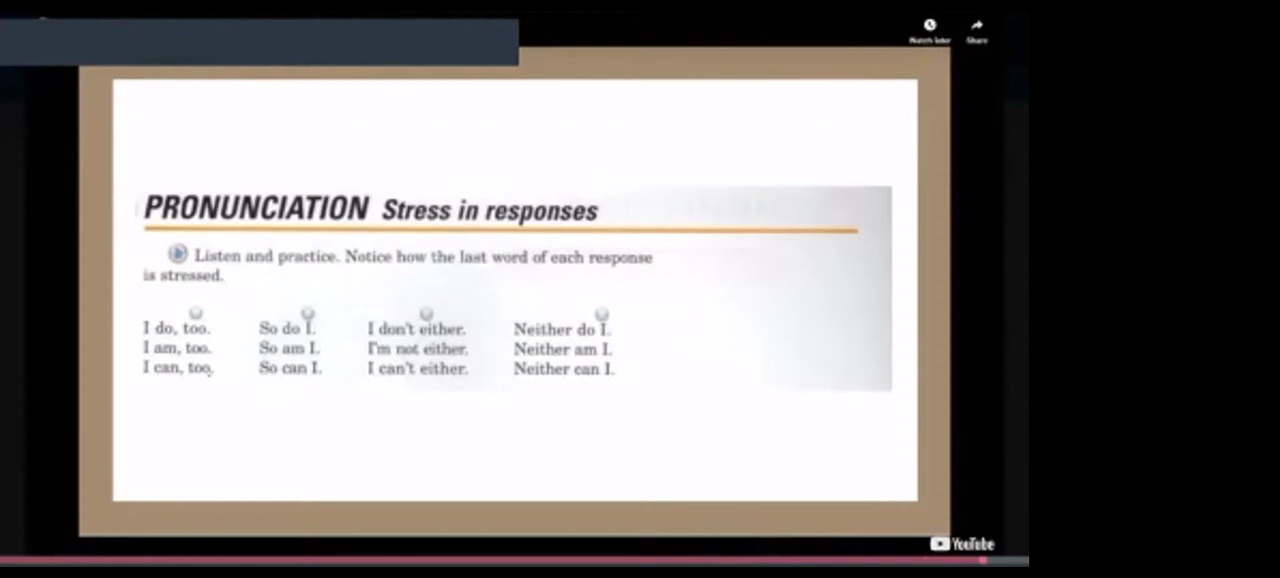 Watch later
Share
PRONUNCIATION Stress in responses
Listen and practice. Notice how the last word of each response
is stressed.
I do, too. So do I. I don't either. Neither do I.
I am, too. So am I. I'm not either. Neither am I.
I can, too. So can I. I can't either. Neither can I.
YouTube